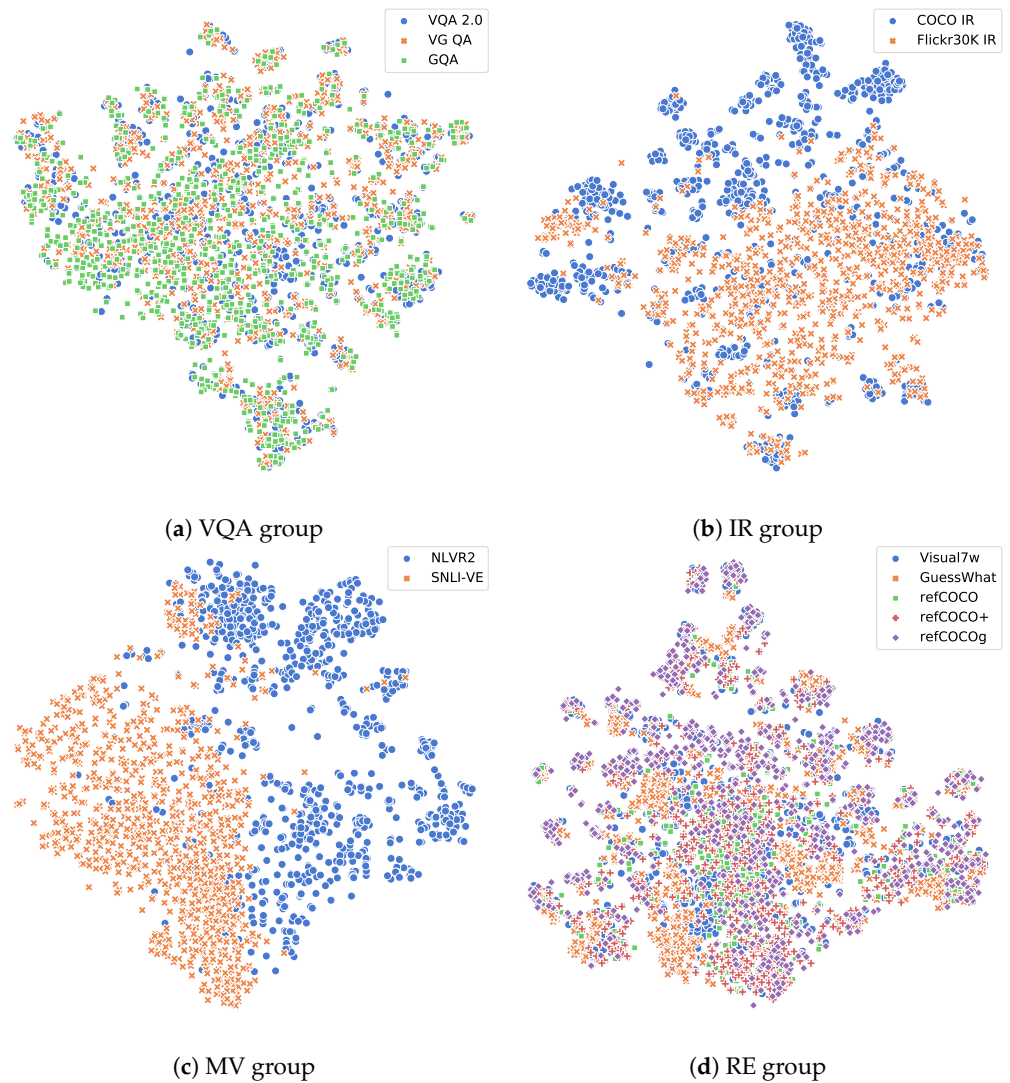 VQA 2.0
VG QA
GQA
COCO IR
Flickr30K IR
(a) VQA group
(b) IR group
NLVR2
SNLI-VE
Visual7w
GuessWhat
refCOCO
refCOCO+
refCOCOg
(c) MV group
(d) RE group